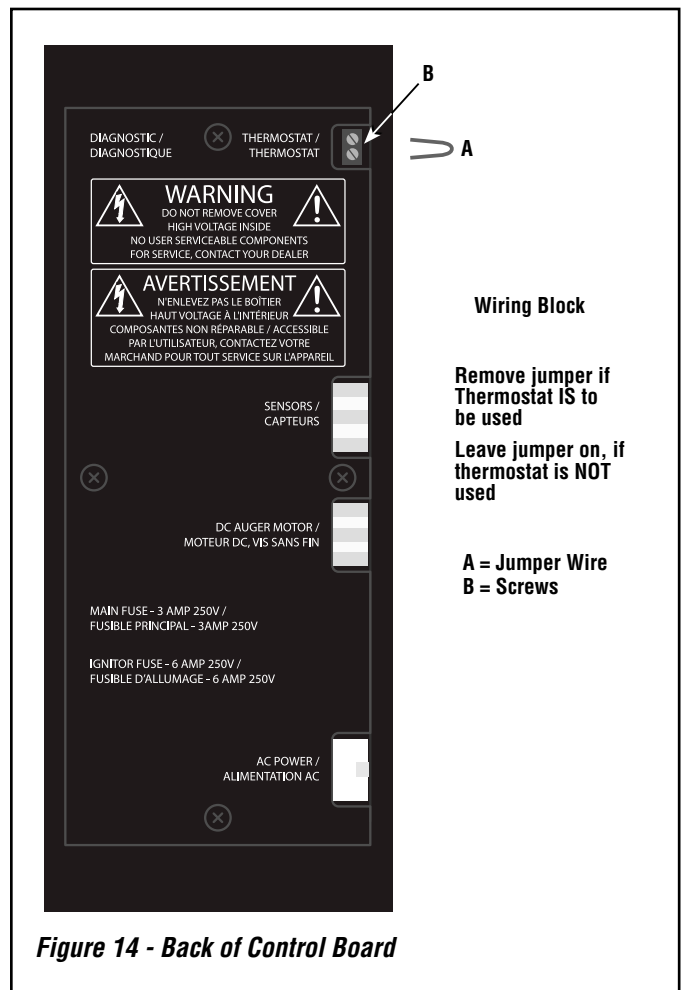 B
A
DIAGNOSTIC /
DIAGNOSTIQUE
THERMOSTAT /
THERMOSTAT
WARNING
DO NOT REMOVE COVER
HIGH VOLTAGE INSIDE
NO USER SERVICEABLE COMPONENTS
FOR SERVICE, CONTACT YOUR DEALER
AVERTISSEMENT
N'ENLEVEZ PAS LE BOÎTIER
HAUT VOLTAGE À L'INTÉRIEUR
COMPOSANTES NON RÉPARABLE / ACCESSIBLE
PAR L'UTILISATEUR, CONTACTEZ VOTRE
MARCHAND POUR TOUT SERVICE SUR L'APPAREIL
SENSORS /
CAPTEURS
DC AUGER MOTOR /
MOTEUR DC, VIS SANS FIN
MAIN FUSE - 3 AMP 250V /
FUSIBLE PRINCIPAL - 3AMP 250V
IGNITOR FUSE - 6 AMP 250V /
FUSIBLE D'ALLUMAGE - 6 AMP 250V
AC POWER /
ALIMENTATION AC
Wiring Block
Remove jumper if
Thermostat IS to
be used
Leave jumper on, if
thermostat is NOT
used
A = Jumper Wire
B = Screws
Figure 14 - Back of Control Board